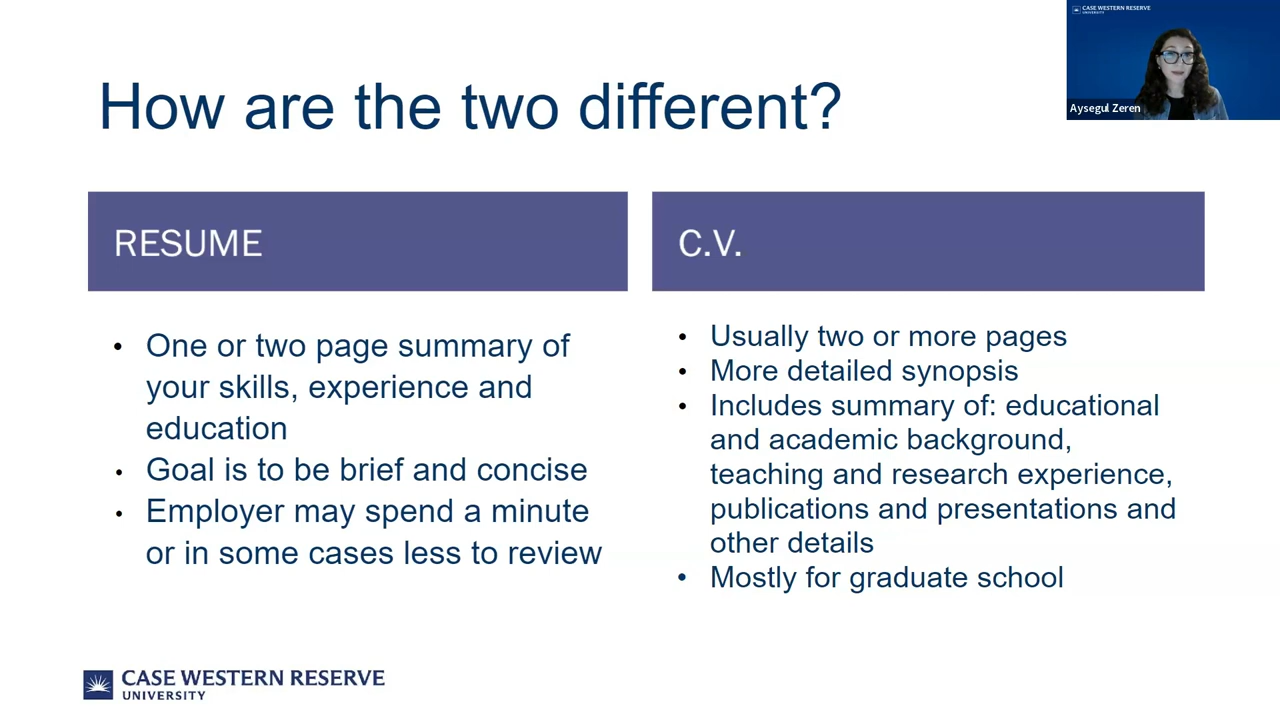 CASE WESTERN RESERVE
UNIVERSITY
Aysegul Zeren
How are the two different?
RESUME
• One or two page summary of
your skills, experience and
education
• Goal is to be brief and concise
• Employer may spend a minute
or in some cases less to review
C.V.
• Usually two or more pages
• More detailed synopsis
• Includes summary of: educational
and academic background,
teaching and research experience,
publications and presentations and
other details
• Mostly for graduate school
CASE WESTERN RESERVE
UNIVERSITY